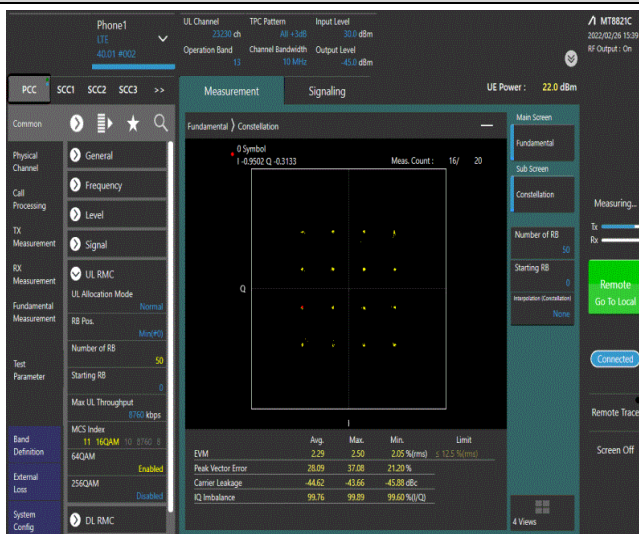 Phone1
LTE
40.01 #002
UL Channel
23230 ch
TPC Pattern
All +3dB
Input Level
30.0 dBm
Operation Band
13
Channel Bandwidth
10 MHz
Output Level
-45.0 dBm
MT8821C
2022/02/26 15:39
RF Output : On
PCC
SCC1
SCC2
SCC3
>>
Measurement
Signaling
UE Power : 22.0 dBm
Common
Physical
Channel
Call
Processing
TX
Measurement
RX
Measurement
Fundamental
Measurement
Test
Parameter
Band
Definition
External
Loss
System
Config
General
Frequency
Level
Signal
UL RMC
UL Allocation Mode
Normal
RB Pos.
Min(#0)
Number of RB
50
Starting RB
0
Max UL Throughput
8760 kbps
MCS Index
11 16QAM 10 8760 8
64QAM
Enabled
256QAM
Disabled
DL RMC
Fundamental ⟩ Constellation
0 Symbol
I -0.9502 Q -0.3133
Meas. Count : 16/ 20
Q
I
Avg. Max. Min. Limit
EVM 2.29 2.50 2.05 %(rms) ≤ 12.5 %(rms)
Peak Vector Error 28.09 37.08 21.20 %
Carrier Leakage -44.62 -43.66 -45.88 dBc
IQ Imbalance 99.76 99.89 99.60 %(I/Q)
Main Screen
Fundamental
Sub Screen
Constellation
Number of RB
50
Starting RB
0
Interpolation (Constellation)
None
4 Views
Measuring...
Tx
Rx
Remote
Go To Local
Connected
Remote Trace
Screen Off